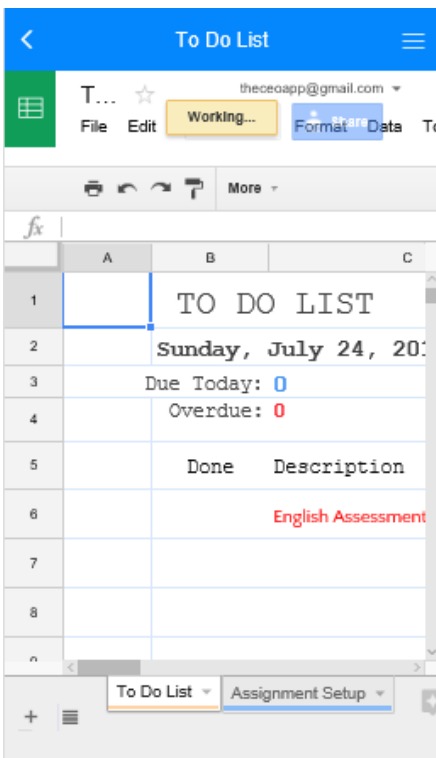 To Do List
T... theceoapp@gmail.com
File Edit Working... Format Share Data
More
fx
A B C
1 TO DO LIST
2 Sunday, July 24, 201
3 Due Today: 0
4 Overdue: 0
5 Done Description
6 English Assessment
7
8
To Do List Assignment Setup